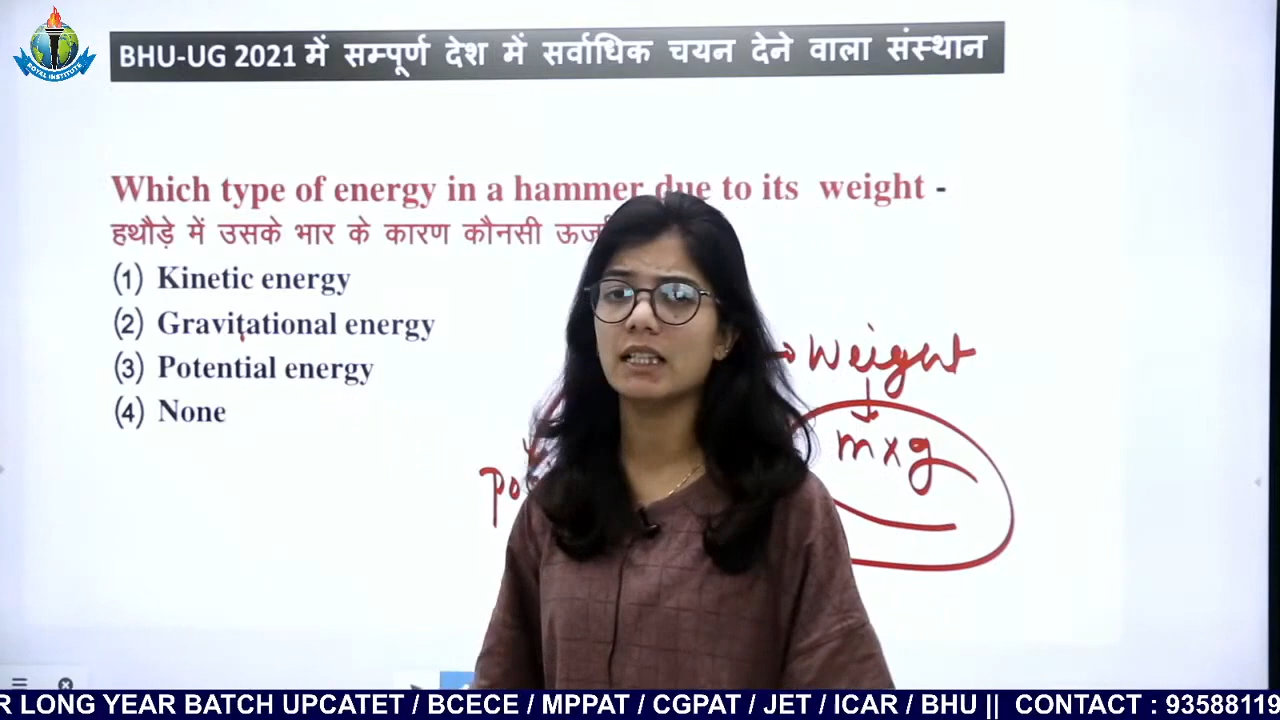 ROYAL INSTITUTE
BHU-UG 2021 में सम्पूर्ण देश में सर्वाधिक चयन देने वाला संस्थान
Which type of energy in a hammer due to its weight -
हथौड़े में उसके भार के कारण कौनसी
(1) Kinetic energy
(2) Gravitational energy
(3) Potential energy
(4) None
Weight
m x g
R LONG YEAR BATCH UPCATET / BCECE / MPPAT / CGPAT / JET / ICAR / BHU || CONTACT : 93588119